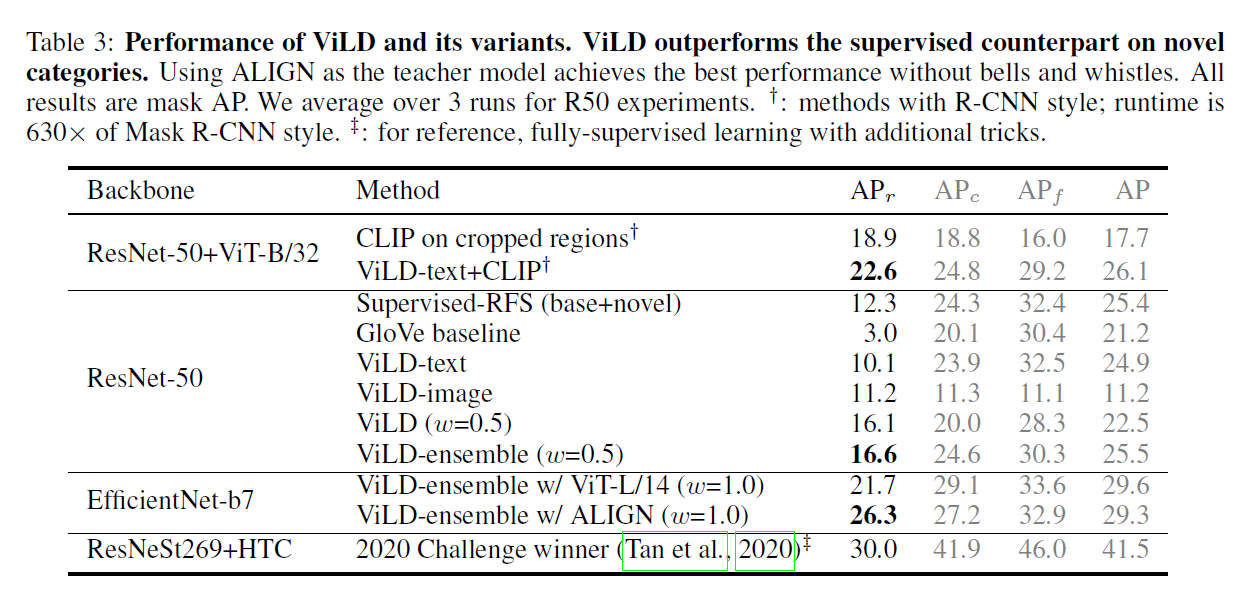 Table 3: Performance of ViLD and its variants. ViLD outperforms the supervised counterpart on novel
categories. Using ALIGN as the teacher model achieves the best performance without bells and whistles. All
results are mask AP. We average over 3 runs for R50 experiments. †: methods with R-CNN style; runtime is
630× of Mask R-CNN style. ‡: for reference, fully-supervised learning with additional tricks.
Backbone Method APr APc APf AP
ResNet-50+ViT-B/32
CLIP on cropped regions† 18.9 18.8 16.0 17.7
ViLD-text+CLIP† 22.6 24.8 29.2 26.1
ResNet-50
Supervised-RFS (base+novel) 12.3 24.3 32.4 25.4
GloVe baseline 3.0 20.1 30.4 21.2
ViLD-text 10.1 23.9 32.5 24.9
ViLD-image 11.2 11.3 11.1 11.2
ViLD (w=0.5) 16.1 20.0 28.3 22.5
ViLD-ensemble (w=0.5) 16.6 24.6 30.3 25.5
EfficientNet-b7
ViLD-ensemble w/ ViT-L/14 (w=1.0) 21.7 29.1 33.6 29.6
ViLD-ensemble w/ ALIGN (w=1.0) 26.3 27.2 32.9 29.3
ResNeSt269+HTC 2020 Challenge winner (Tan et al., 2020)‡ 30.0 41.9 46.0 41.5